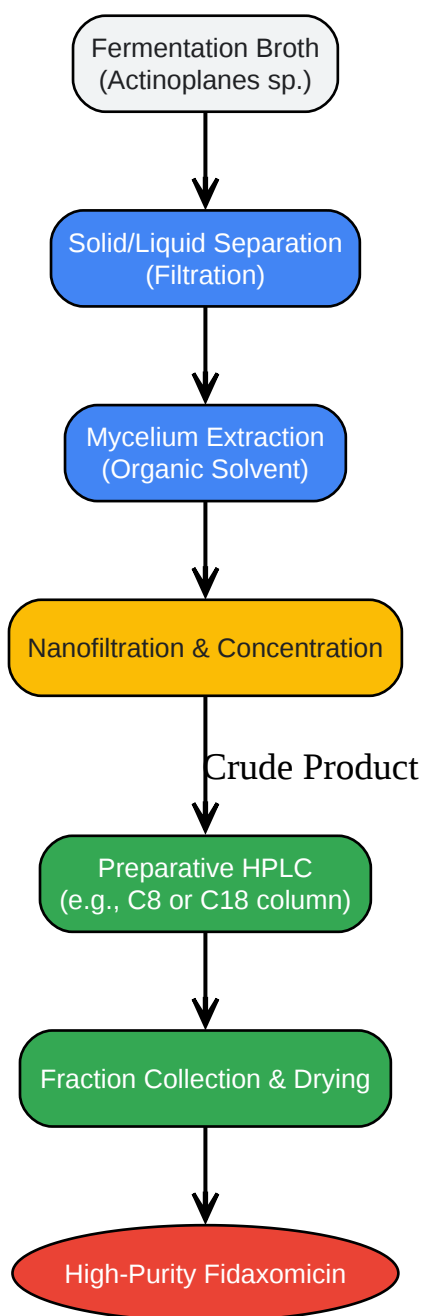 Fermentation Broth
(Actinoplanes sp.)
Solid/Liquid Separation
(Filtration)
Mycelium Extraction
(Organic Solvent)
Nanofiltration & Concentration
Crude Product
Preparative HPLC
(e.g., C8 or C18 column)
Fraction Collection & Drying
High-Purity Fidaxomicin